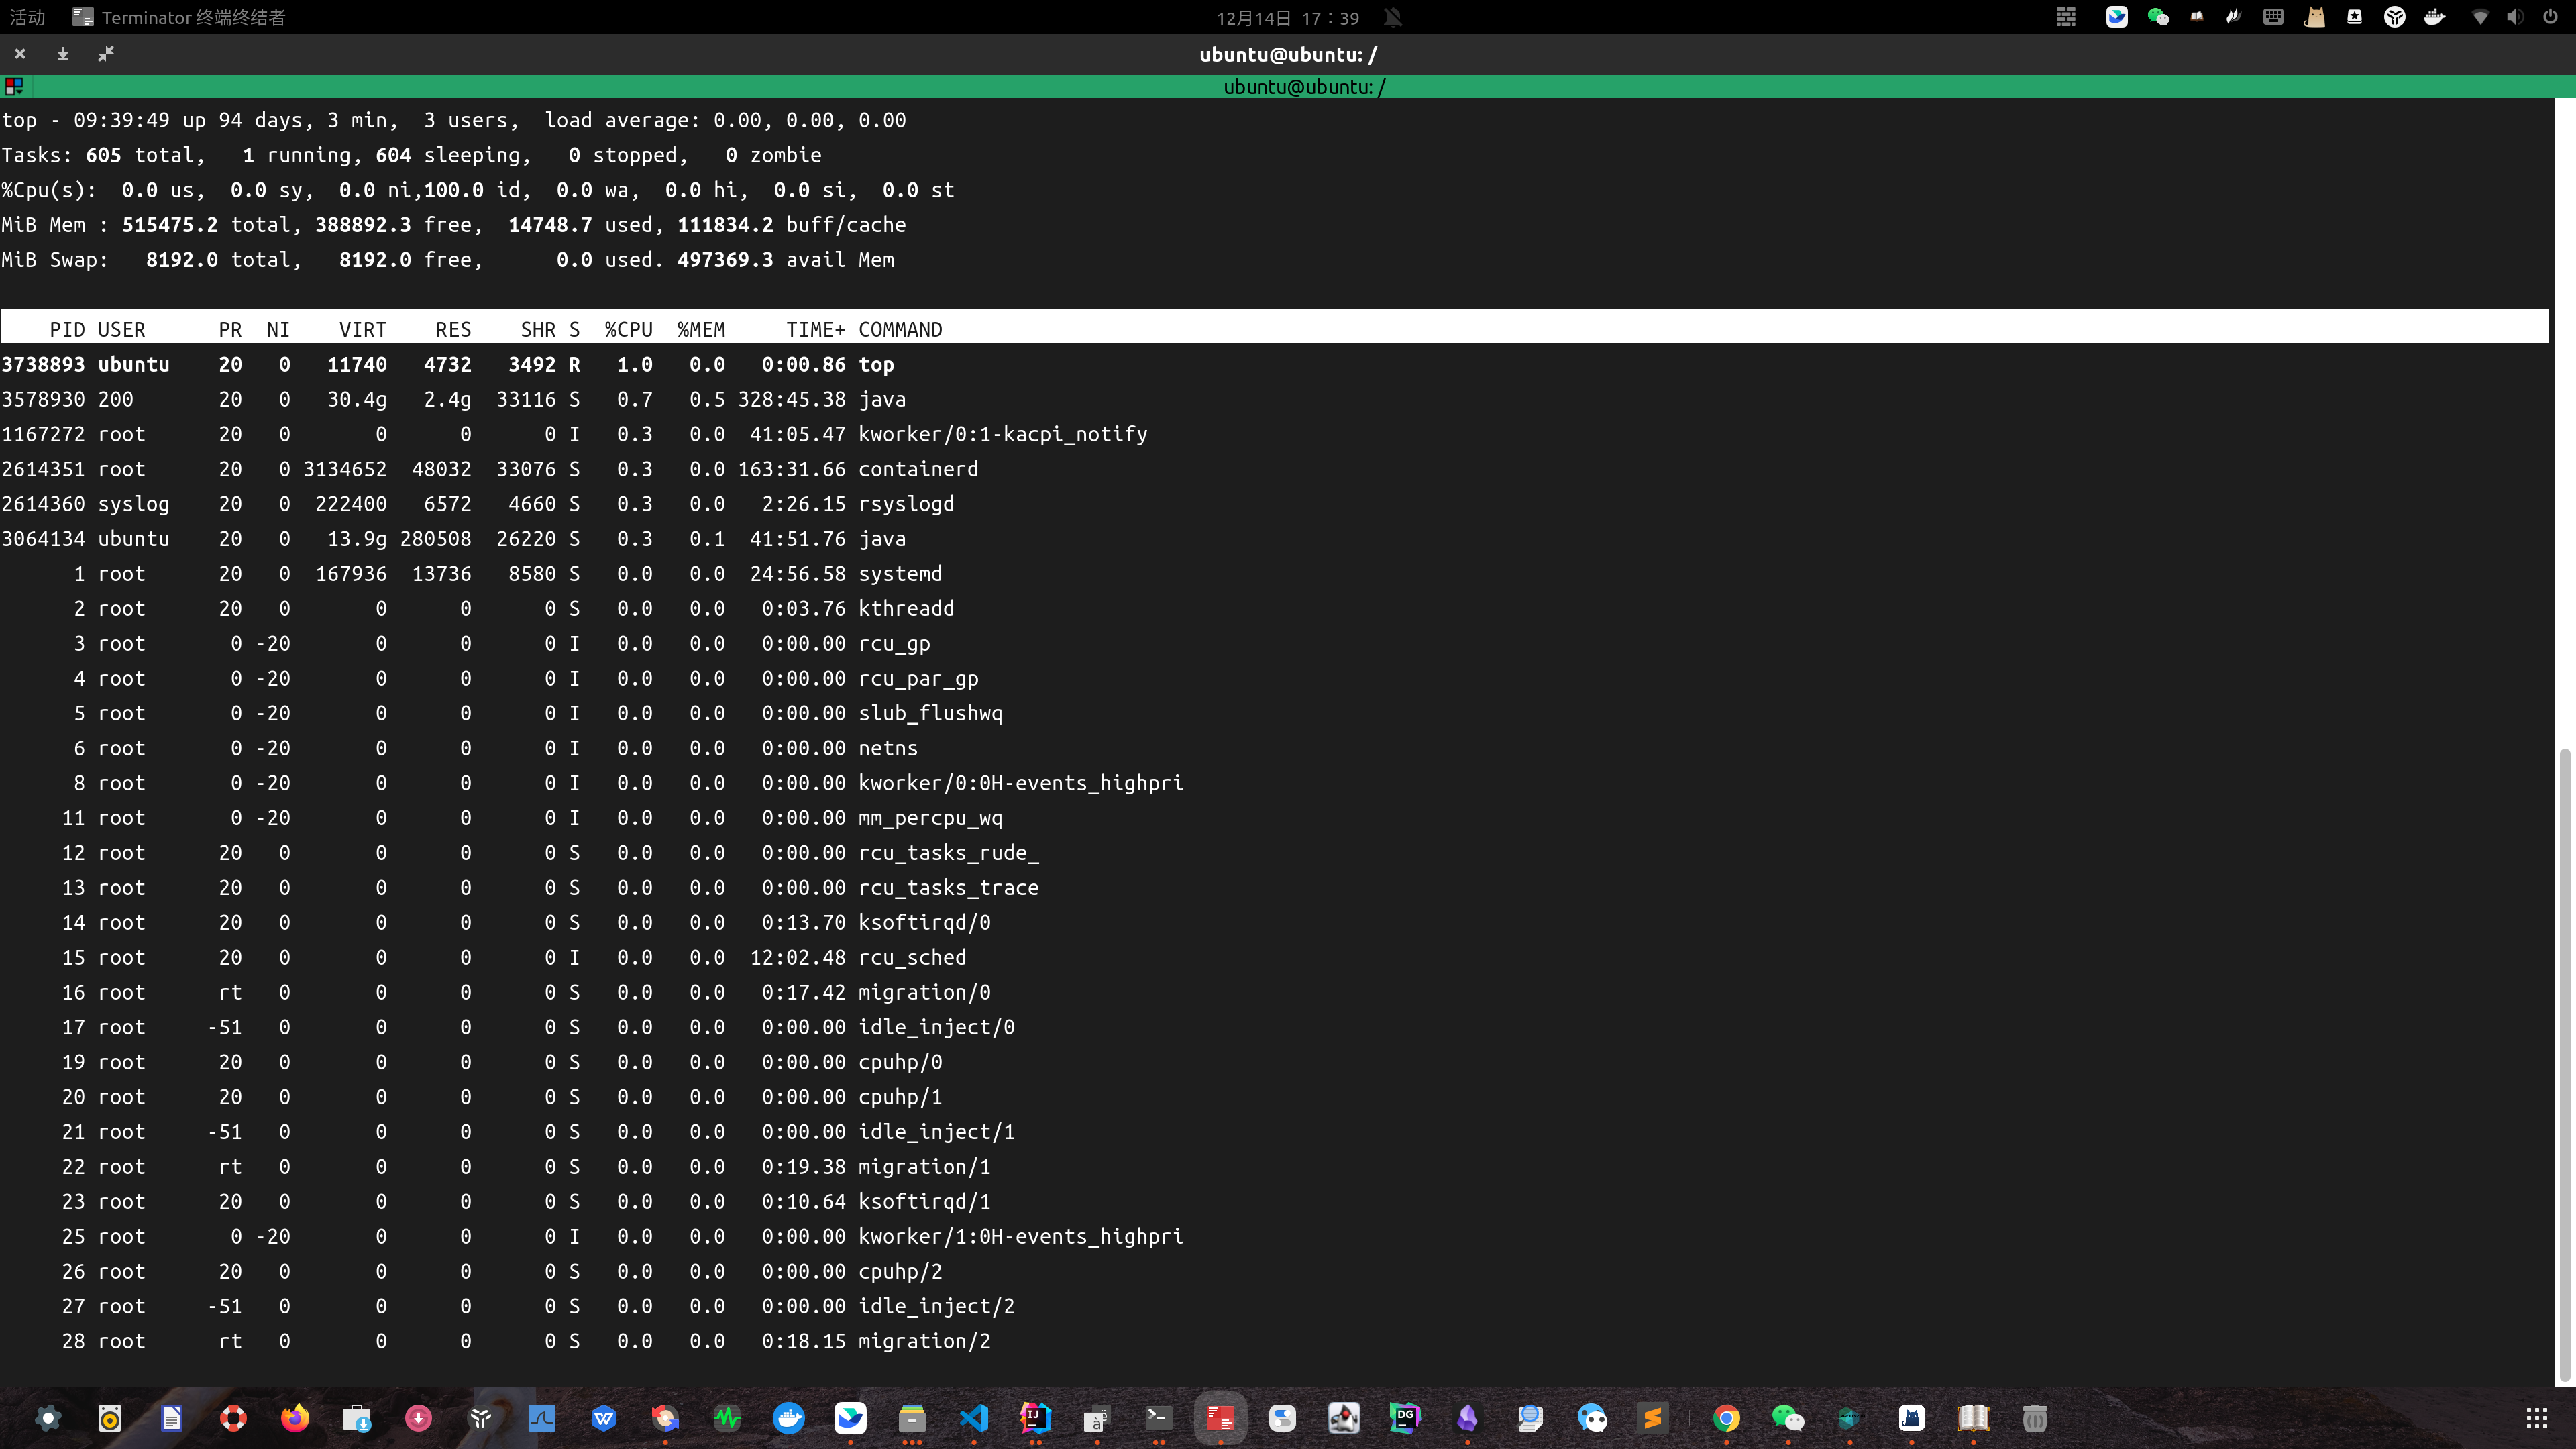 活动 Terminator 终端终结者 12月14日 17：39
ubuntu@ubuntu: /
ubuntu@ubuntu: /
top - 09:39:49 up 94 days, 3 min,  3 users,  load average: 0.00, 0.00, 0.00
Tasks: 605 total,   1 running, 604 sleeping,   0 stopped,   0 zombie
%Cpu(s):  0.0 us,  0.0 sy,  0.0 ni,100.0 id,  0.0 wa,  0.0 hi,  0.0 si,  0.0 st
MiB Mem : 515475.2 total, 388892.3 free,  14748.7 used, 111834.2 buff/cache
MiB Swap:   8192.0 total,   8192.0 free,      0.0 used. 497369.3 avail Mem
PID USER PR NI VIRT RES SHR S %CPU %MEM TIME+ COMMAND
3738893 ubuntu 20 0 11740 4732 3492 R 1.0 0.0 0:00.86 top
3578930 200 20 0 30.4g 2.4g 33116 S 0.7 0.5 328:45.38 java
1167272 root 20 0 0 0 0 I 0.3 0.0 41:05.47 kworker/0:1-kacpi_notify
2614351 root 20 0 3134652 48032 33076 S 0.3 0.0 163:31.66 containerd
2614360 syslog 20 0 222400 6572 4660 S 0.3 0.0 2:26.15 rsyslogd
3064134 ubuntu 20 0 13.9g 280508 26220 S 0.3 0.1 41:51.76 java
1 root 20 0 167936 13736 8580 S 0.0 0.0 24:56.58 systemd
2 root 20 0 0 0 0 S 0.0 0.0 0:03.76 kthreadd
3 root 0 -20 0 0 0 I 0.0 0.0 0:00.00 rcu_gp
4 root 0 -20 0 0 0 I 0.0 0.0 0:00.00 rcu_par_gp
5 root 0 -20 0 0 0 I 0.0 0.0 0:00.00 slub_flushwq
6 root 0 -20 0 0 0 I 0.0 0.0 0:00.00 netns
8 root 0 -20 0 0 0 I 0.0 0.0 0:00.00 kworker/0:0H-events_highpri
11 root 0 -20 0 0 0 I 0.0 0.0 0:00.00 mm_percpu_wq
12 root 20 0 0 0 0 S 0.0 0.0 0:00.00 rcu_tasks_rude_
13 root 20 0 0 0 0 S 0.0 0.0 0:00.00 rcu_tasks_trace
14 root 20 0 0 0 0 S 0.0 0.0 0:13.70 ksoftirqd/0
15 root 20 0 0 0 0 I 0.0 0.0 12:02.48 rcu_sched
16 root rt 0 0 0 0 S 0.0 0.0 0:17.42 migration/0
17 root -51 0 0 0 0 S 0.0 0.0 0:00.00 idle_inject/0
19 root 20 0 0 0 0 S 0.0 0.0 0:00.00 cpuhp/0
20 root 20 0 0 0 0 S 0.0 0.0 0:00.00 cpuhp/1
21 root -51 0 0 0 0 S 0.0 0.0 0:00.00 idle_inject/1
22 root rt 0 0 0 0 S 0.0 0.0 0:19.38 migration/1
23 root 20 0 0 0 0 S 0.0 0.0 0:10.64 ksoftirqd/1
25 root 0 -20 0 0 0 I 0.0 0.0 0:00.00 kworker/1:0H-events_highpri
26 root 20 0 0 0 0 S 0.0 0.0 0:00.00 cpuhp/2
27 root -51 0 0 0 0 S 0.0 0.0 0:00.00 idle_inject/2
28 root rt 0 0 0 0 S 0.0 0.0 0:18.15 migration/2